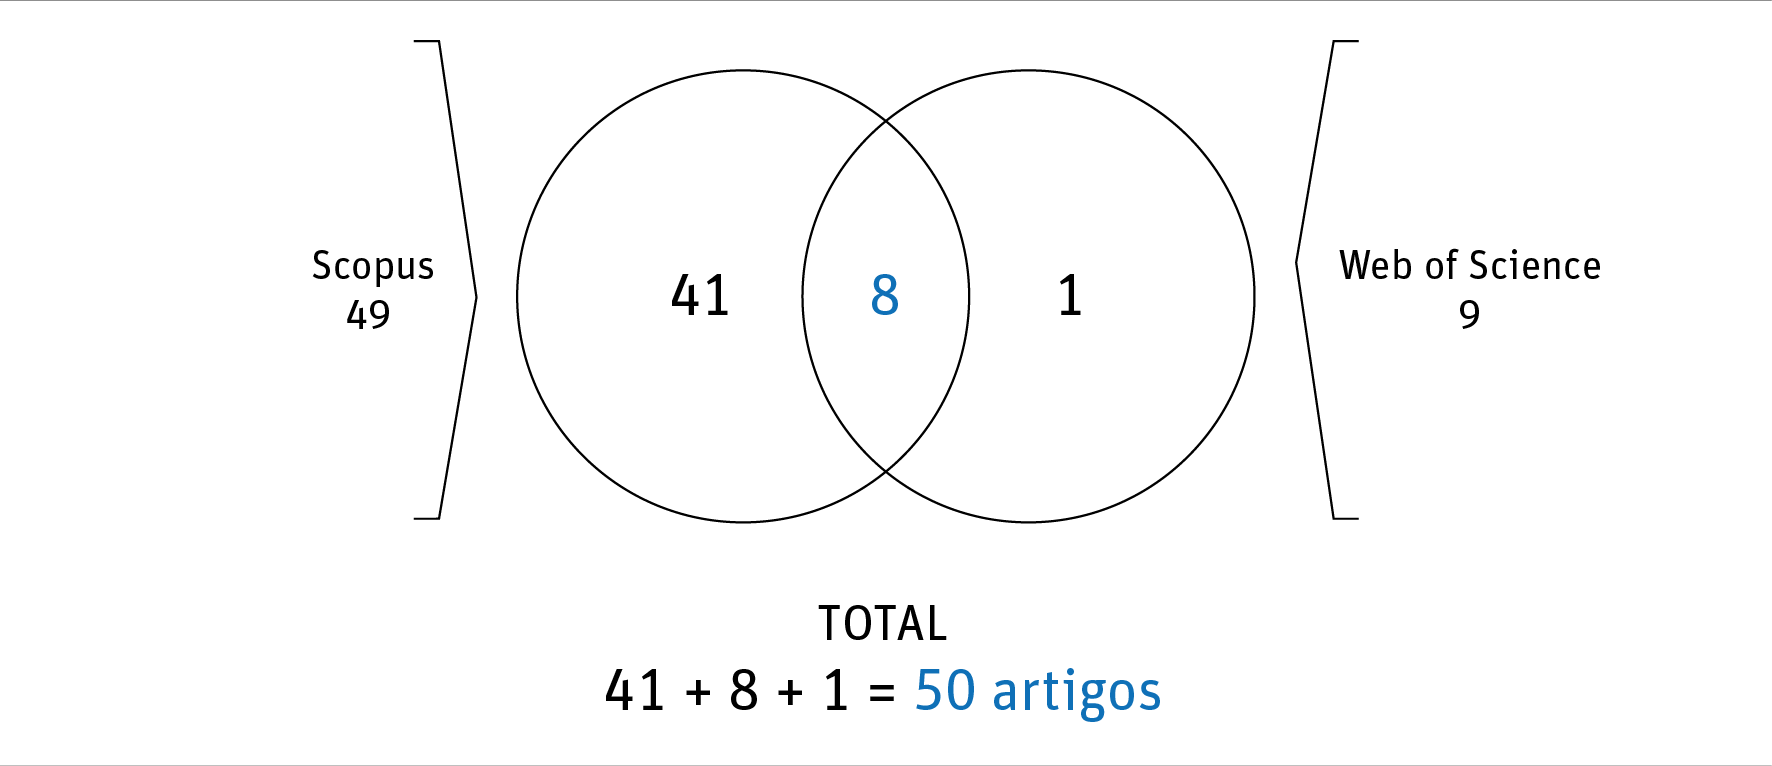 Scopus
49
41
8
1
Web of Science
9
TOTAL
41 + 8 + 1 = 50 artigos